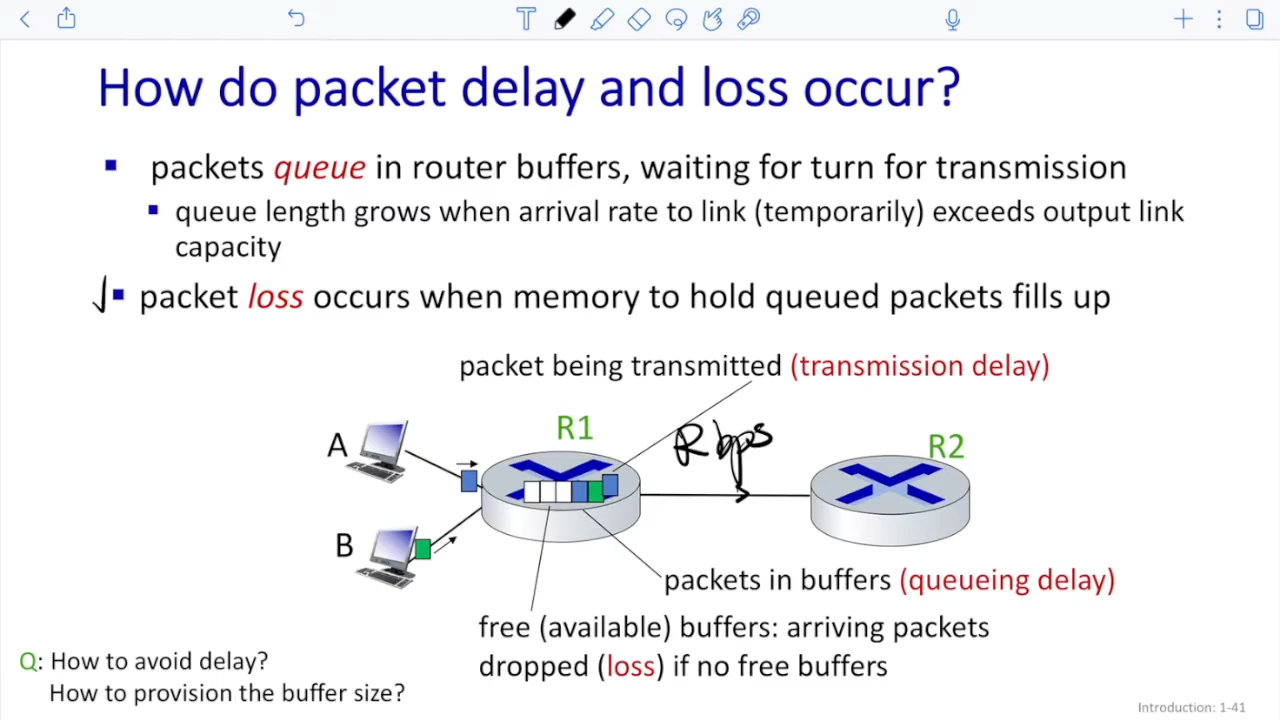 How do packet delay and loss occur?
packets queue in router buffers, waiting for turn for transmission
queue length grows when arrival rate to link (temporarily) exceeds output link
capacity
packet loss occurs when memory to hold queued packets fills up
packet being transmitted (transmission delay)
R1
A
R bps
R2
B
packets in buffers (queueing delay)
free (available) buffers: arriving packets
dropped (loss) if no free buffers
Q: How to avoid delay?
How to provision the buffer size?
Introduction: 1-41